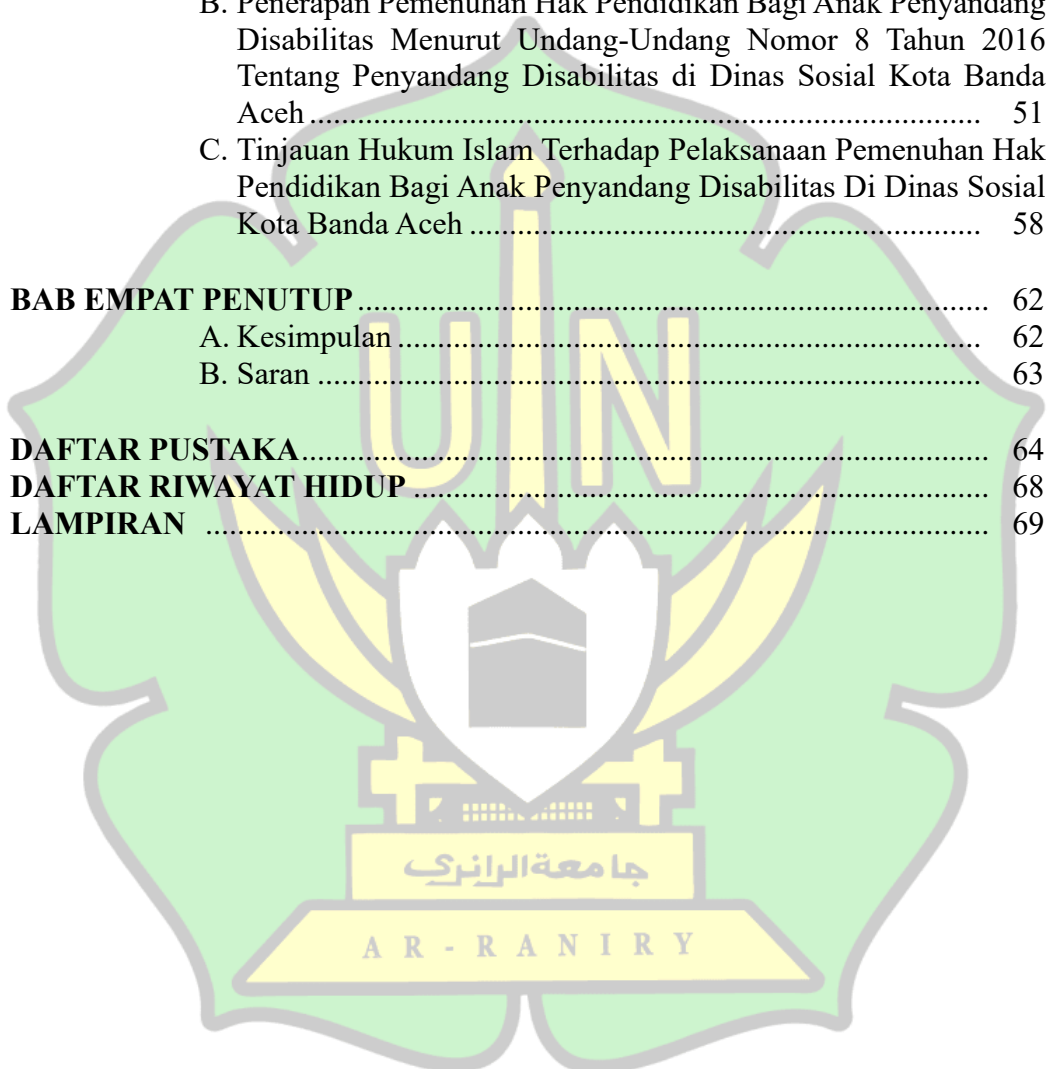 B. Penerapan Pemenuhan Hak Pendidikan Bagi Anak Penyandang
Disabilitas Menurut Undang-Undang Nomor 8 Tahun 2016
Tentang Penyandang Disabilitas di Dinas Sosial Kota Banda
Aceh ..................................................................................... 51
C. Tinjauan Hukum Islam Terhadap Pelaksanaan Pemenuhan Hak
Pendidikan Bagi Anak Penyandang Disabilitas Di Dinas Sosial
Kota Banda Aceh ................................................................. 58
BAB EMPAT PENUTUP ................................................................................ 62
A. Kesimpulan .......................................................................... 62
B. Saran .................................................................................... 63
DAFTAR PUSTAKA....................................................................................... 64
DAFTAR RIWAYAT HIDUP ......................................................................... 68
LAMPIRAN ................................................................................................... 69
UIN
جامعةالرانري
AR-RANIRY